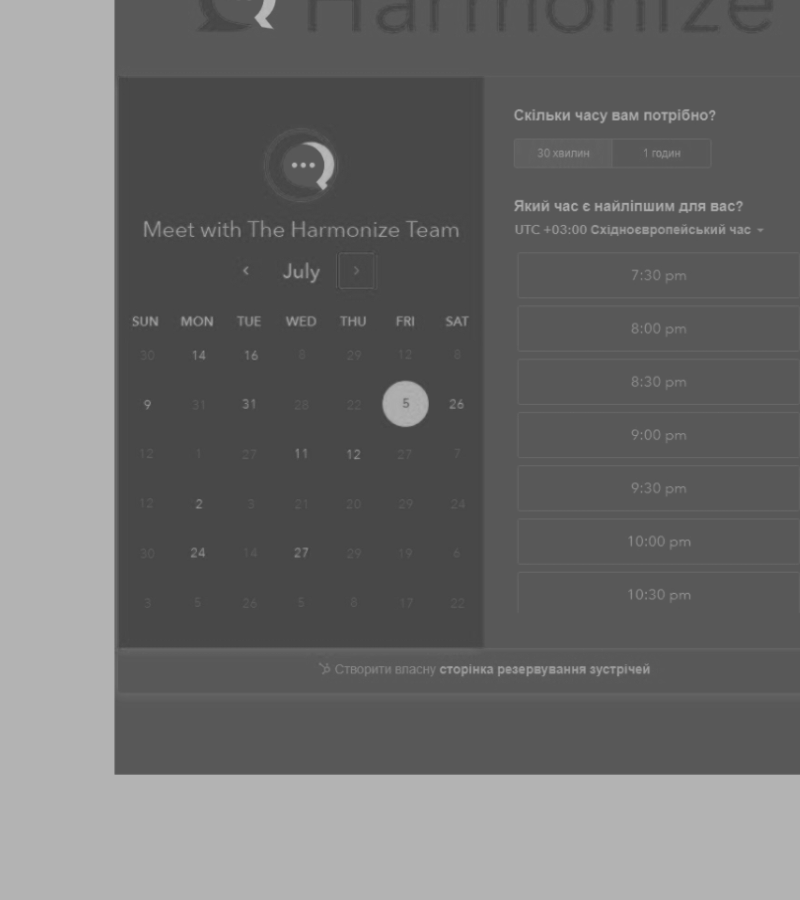 Harmonize
Meet with The Harmonize Team
July
SUN MON TUE WED THU FRI SAT
30 14 16 8 29 12 8
9 31 31 28 22 5 26
12 1 27 11 12 27 7
12 2 3 21 20 29 24
30 24 14 27 29 19 6
3 5 26 5 8 17 22
Скільки часу вам потрібно?
30 хвилин 1 годин
Який час є найліпшим для вас?
UTC +03:00 Східноєвропейський час
7:30 pm
8:00 pm
8:30 pm
9:00 pm
9:30 pm
10:00 pm
10:30 pm
Створити власну сторінка резервування зустрічей